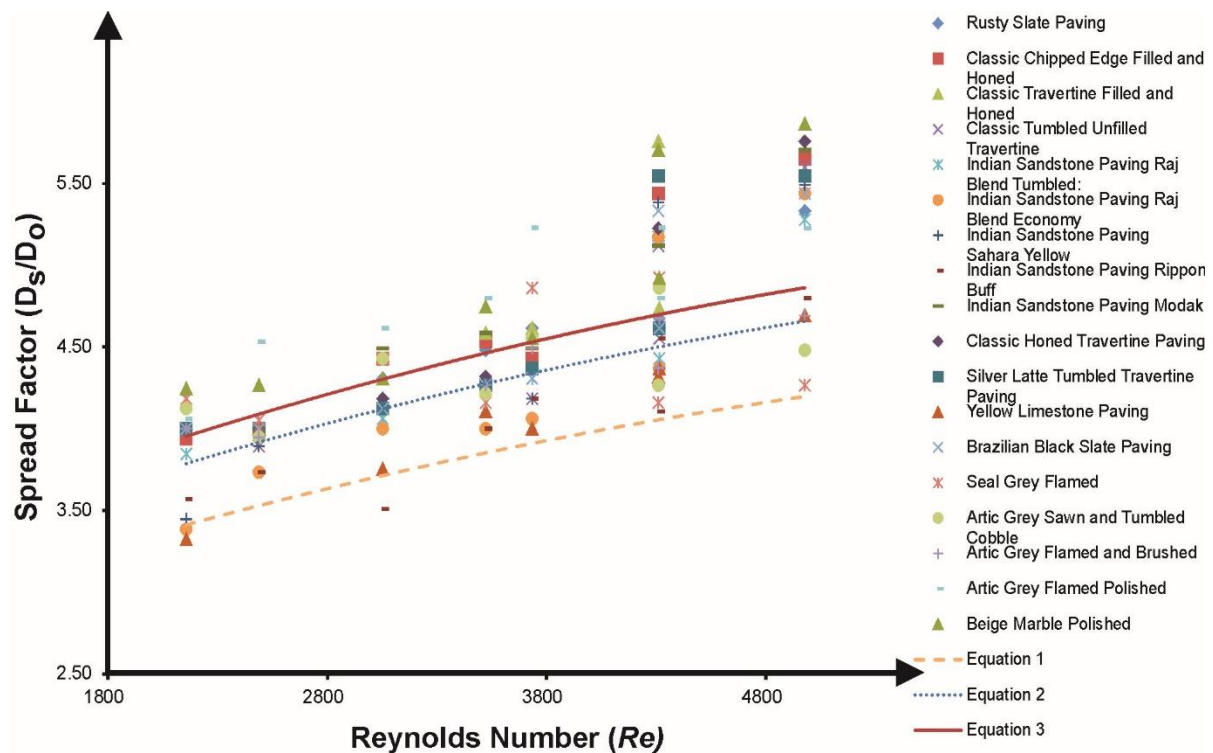 5.50
4.50
3.50
2.50
Spread Factor (DS/DO)
1800
2800
3800
4800
Reynolds Number (Re)
Rusty Slate Paving
Classic Chipped Edge Filled and
Honed
Classic Travertine Filled and
Honed
Classic Tumbled Unfilled
Travertine
Indian Sandstone Paving Raj
Blend Tumbled:
Indian Sandstone Paving Raj
Blend Economy
Indian Sandstone Paving
Sahara Yellow
Indian Sandstone Paving Rippon
Buff
Indian Sandstone Paving Modak
Classic Honed Travertine Paving
Silver Latte Tumbled Travertine
Paving
Yellow Limestone Paving
Brazilian Black Slate Paving
Seal Grey Flamed
Artic Grey Sawn and Tumbled
Cobble
Artic Grey Flamed and Brushed
Artic Grey Flamed Polished
Beige Marble Polished
Equation 1
Equation 2
Equation 3